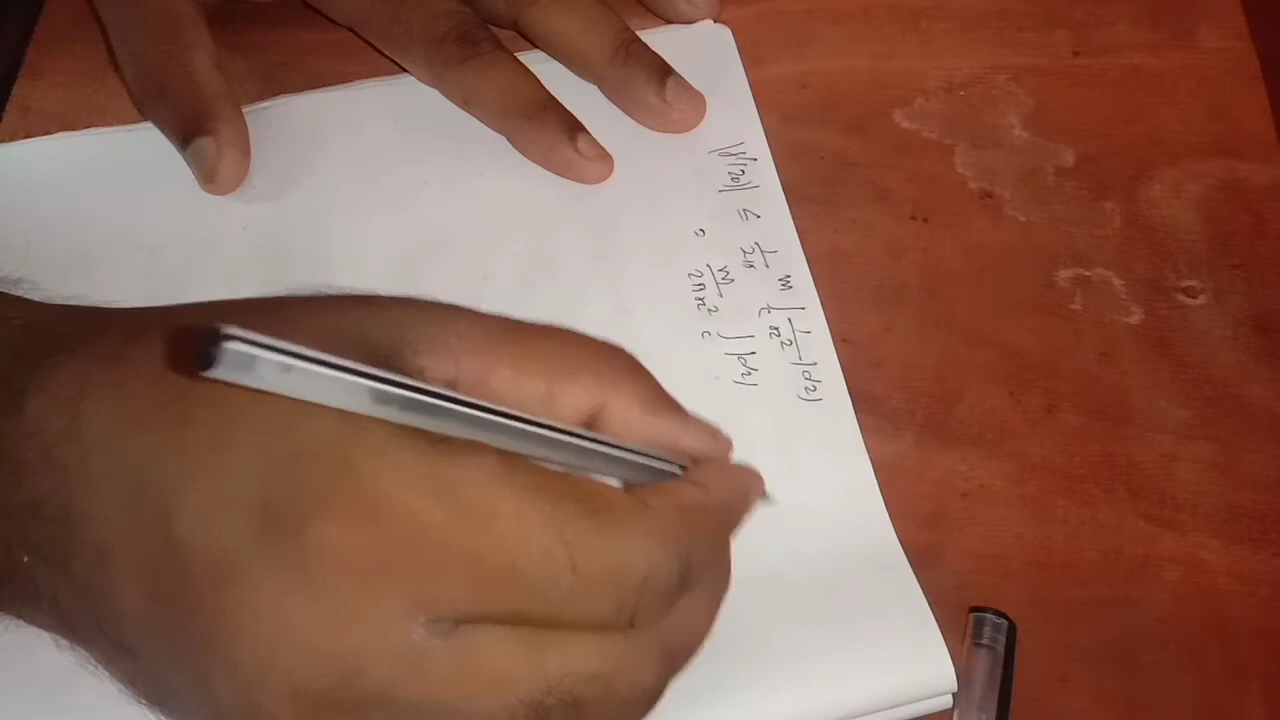 |f'(z0)| ≤ 1/2π M ∫c 1/r² |dz|
= M/2πr² ∫c |dz|